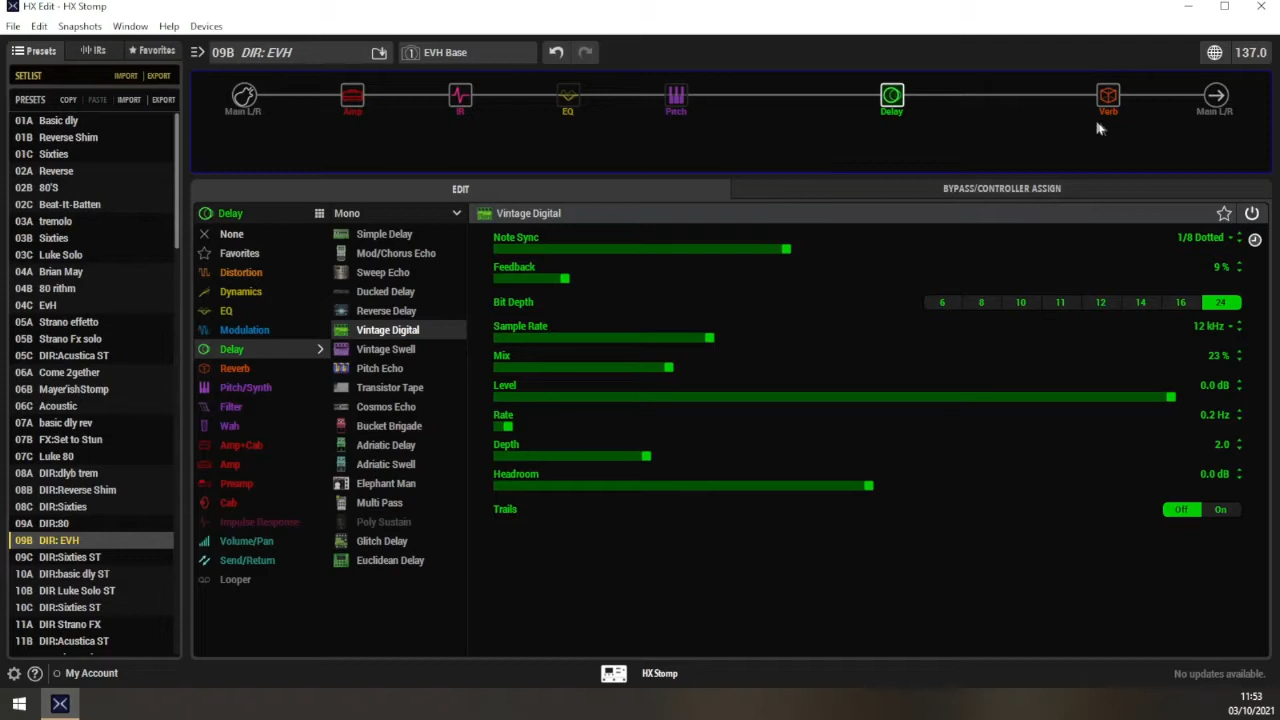 HX Edit - HX Stomp
File Edit Snapshots Window Help Devices
Presets IRs Favorites
09B DIR: EVH
1 EVH Base
137.0
SETLIST IMPORT | EXPORT
PRESETS COPY PASTE IMPORT EXPORT
Main L/R Amp IR EQ Pitch Delay Verb Main L/R
01A Basic dly
01B Reverse Shim
01C Sixties
02A Reverse
02B 80'S
02C Beat-It-Batten
03A tremolo
03B Sixties
03C Luke Solo
04A Brian May
04B 80 rithm
04C EvH
05A Strano effetto
05B Strano Fx solo
05C DIR:Acustica ST
06A Come 2gether
06B Mayer'ishStomp
06C Acoustic
07A basic dly rev
07B FX:Set to Stun
07C Luke 80
08A DIR:dlyb trem
08B DIR:Reverse Shim
08C DIR:Sixties
09A DIR:80
09B DIR: EVH
09C DIR:Sixties ST
10A DIR:basic dly ST
10B DIR Luke Solo ST
10C DIR:Sixties ST
11A DIR Strano FX
11B DIR:Acustica ST
EDIT
BYPASS/CONTROLLER ASSIGN
Delay
None
Favorites
Distortion
Dynamics
EQ
Modulation
Delay
Reverb
Pitch/Synth
Filter
Wah
Amp+Cab
Amp
Preamp
Cab
Impulse Response
Volume/Pan
Send/Return
Looper
Mono
Simple Delay
Mod/Chorus Echo
Sweep Echo
Ducked Delay
Reverse Delay
Vintage Digital
Vintage Swell
Pitch Echo
Transistor Tape
Cosmos Echo
Bucket Brigade
Adriatic Delay
Adriatic Swell
Elephant Man
Multi Pass
Poly Sustain
Glitch Delay
Euclidean Delay
Vintage Digital
Note Sync 1/8 Dotted
Feedback 9 %
Bit Depth 6 8 10 11 12 14 16 24
Sample Rate 12 kHz
Mix 23 %
Level 0.0 dB
Rate 0.2 Hz
Depth 2.0
Headroom 0.0 dB
Trails Off On
My Account
HX Stomp
No updates available.
11:53
03/10/2021